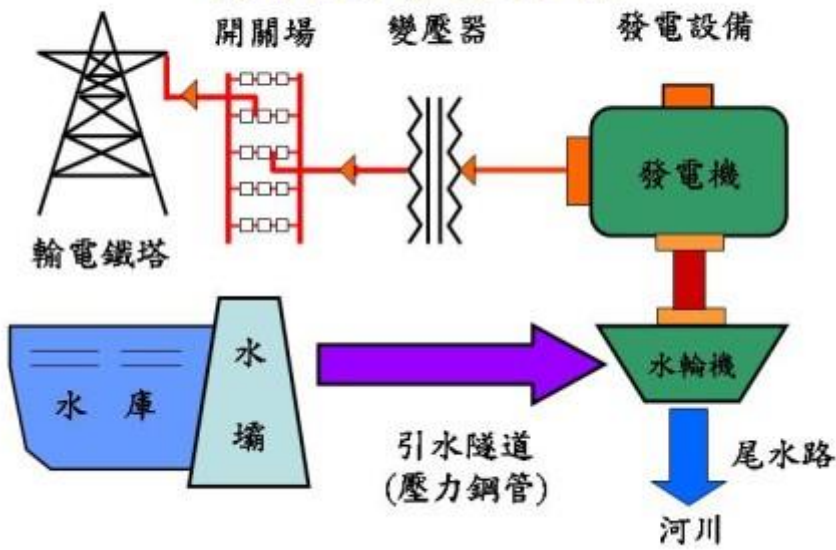 開關場
變壓器
發電設備
發電機
輸電鐵塔
水庫
水
壩
水輪機
引水隧道
(壓力鋼管)
尾水路
河川